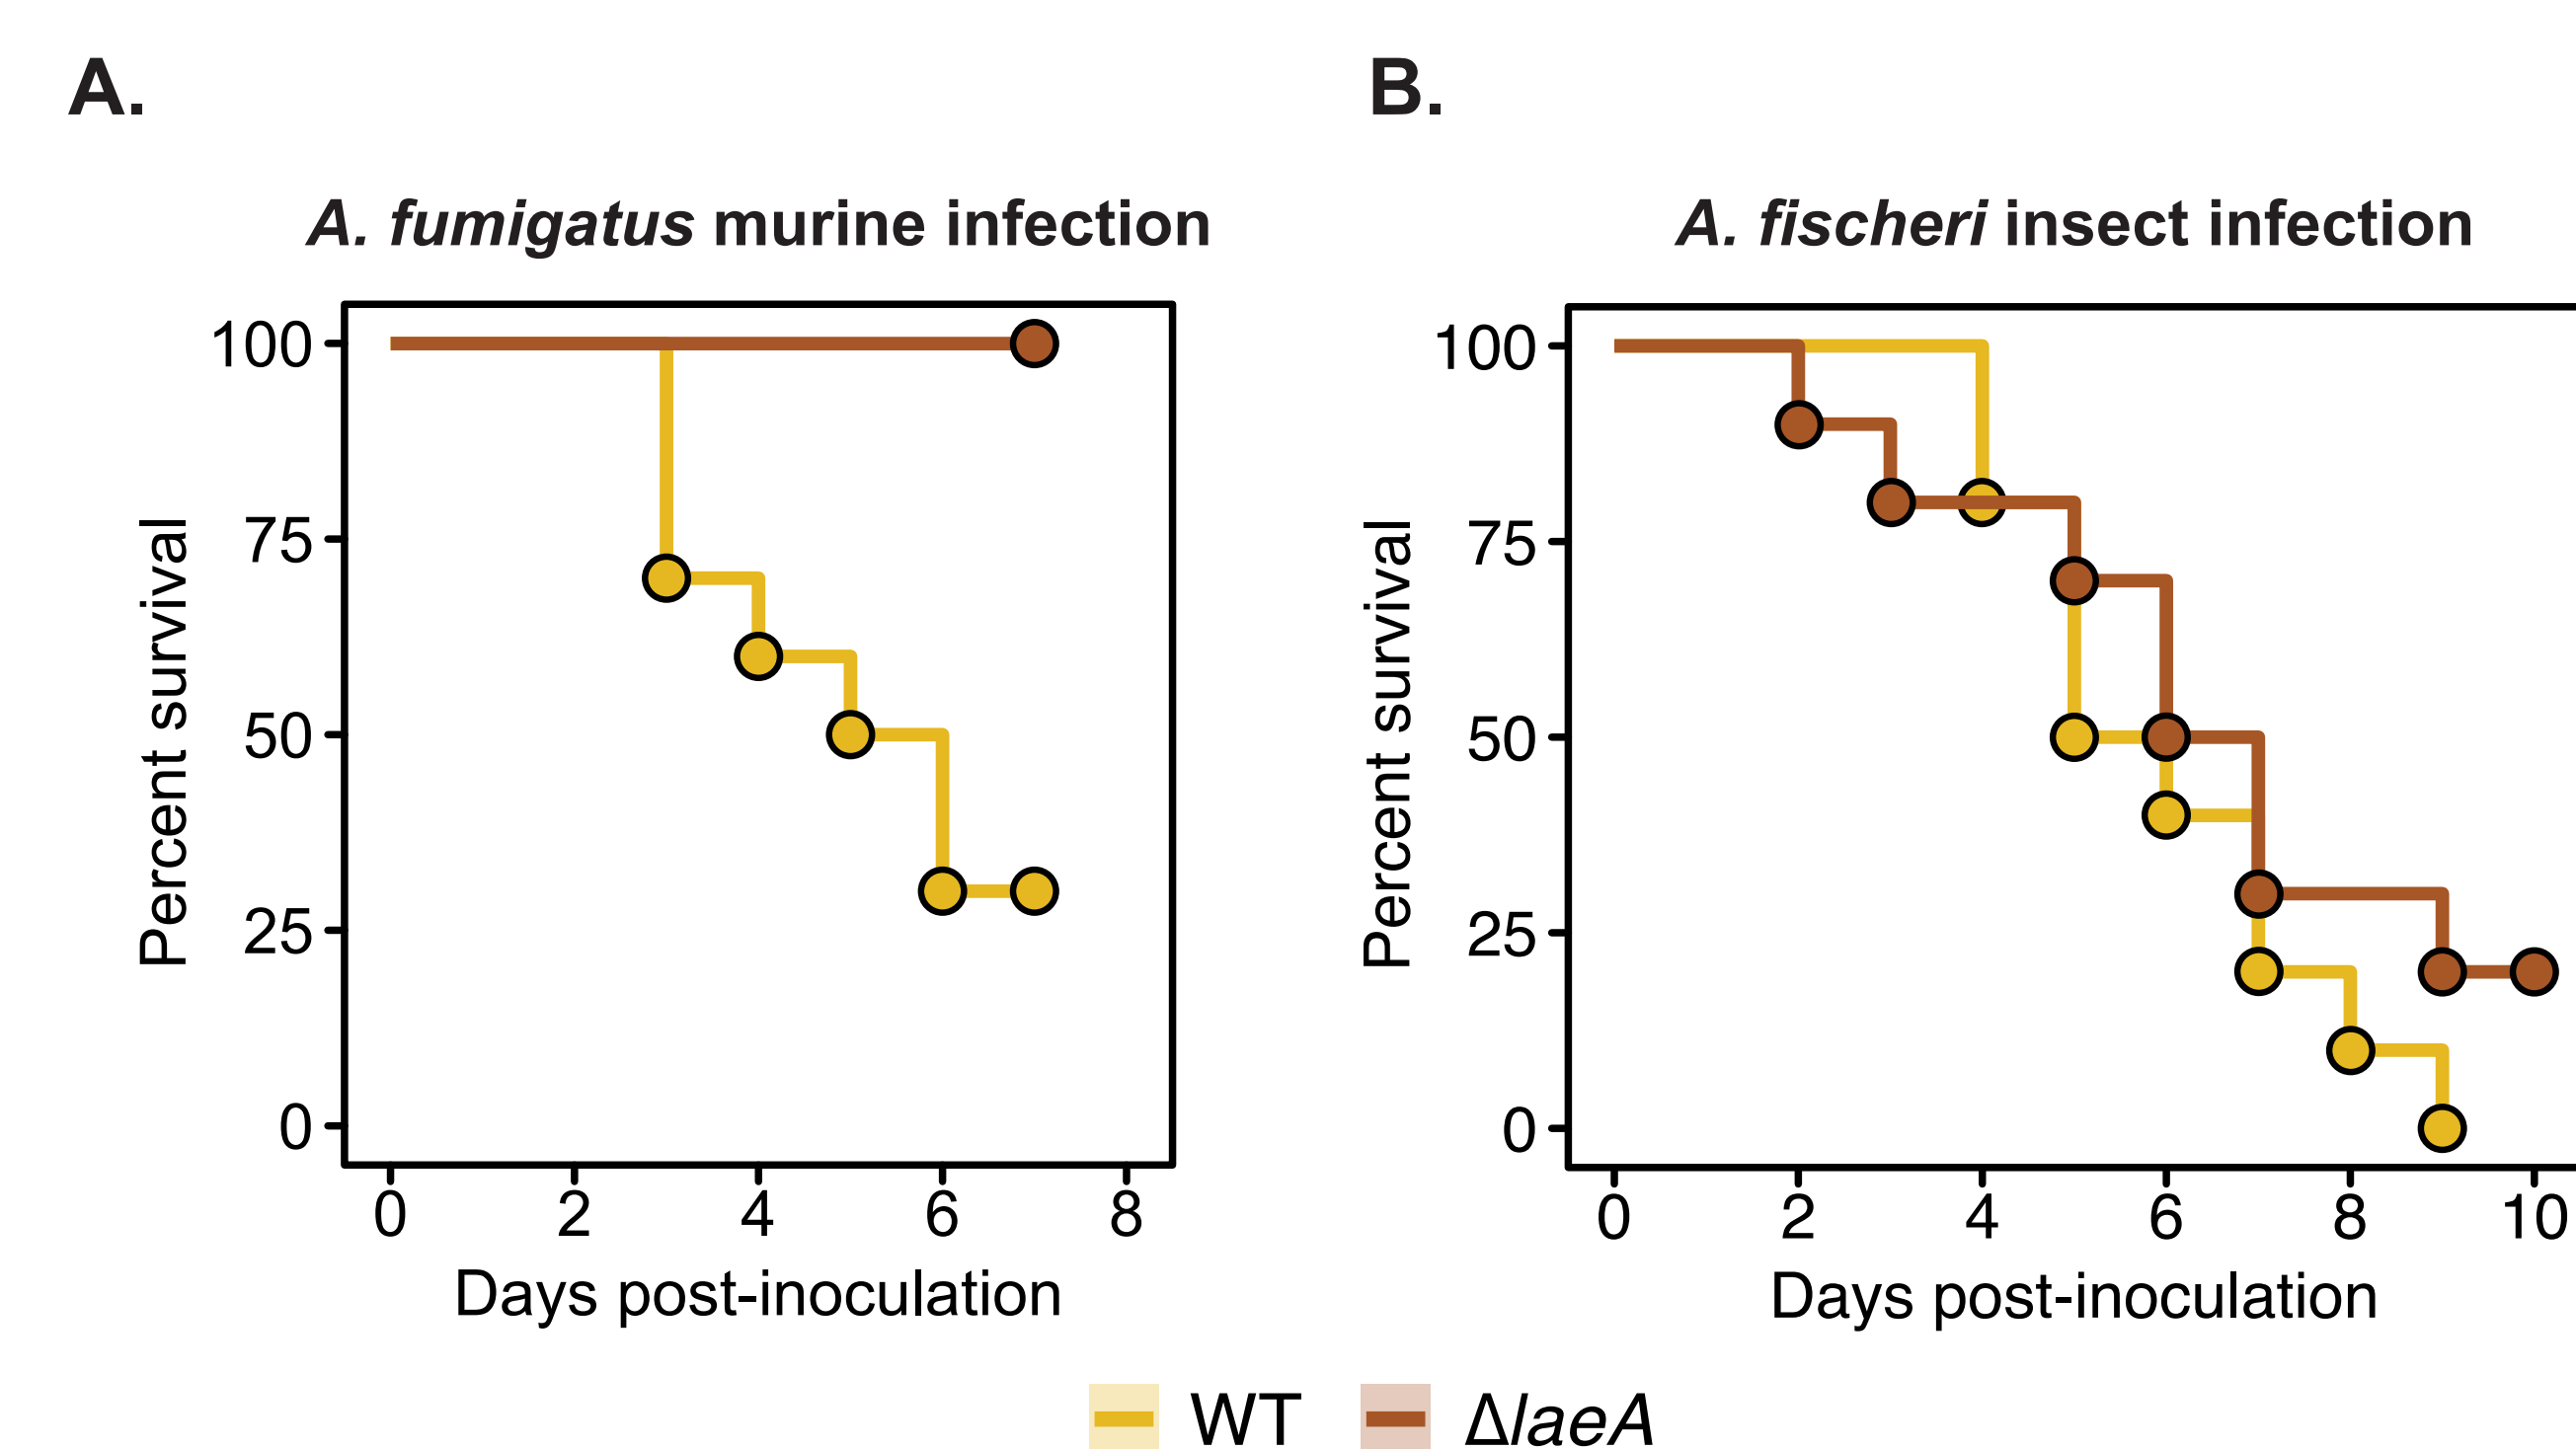 A.
B.
A. fumigatus murine infection
A. fischeri insect infection
Percent survival
100
75
50
25
0
0 2 4 6 8
Days post-inoculation
Percent survival
100
75
50
25
0
0 2 4 6 8 10
Days post-inoculation
WT ΔlaeA